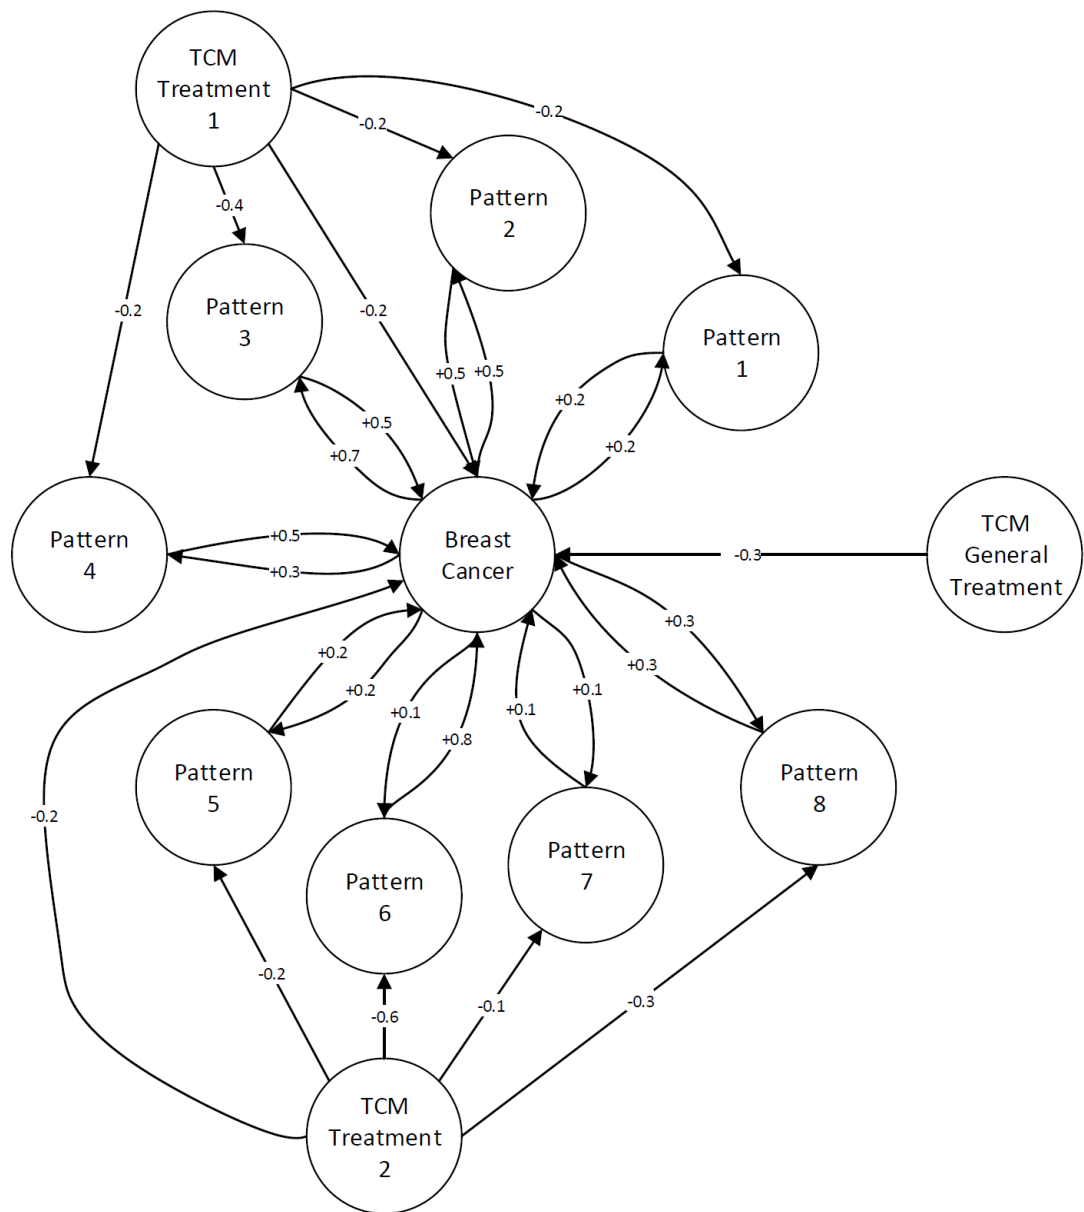 TCM
Treatment
1
-0.2
-0.2
Pattern
2
-0.4
Pattern
3
-0.2
-0.2
Pattern
1
+0.5
+0.5
+0.2
+0.5
+0.2
+0.7
Pattern
4
+0.5
+0.3
Breast
Cancer
-0.3
TCM
General
Treatment
+0.3
+0.2
+0.3
+0.2
+0.1
+0.1
+0.1
+0.8
Pattern
5
Pattern
8
-0.2
Pattern
7
Pattern
6
-0.2
-0.6
-0.1
-0.3
TCM
Treatment
2